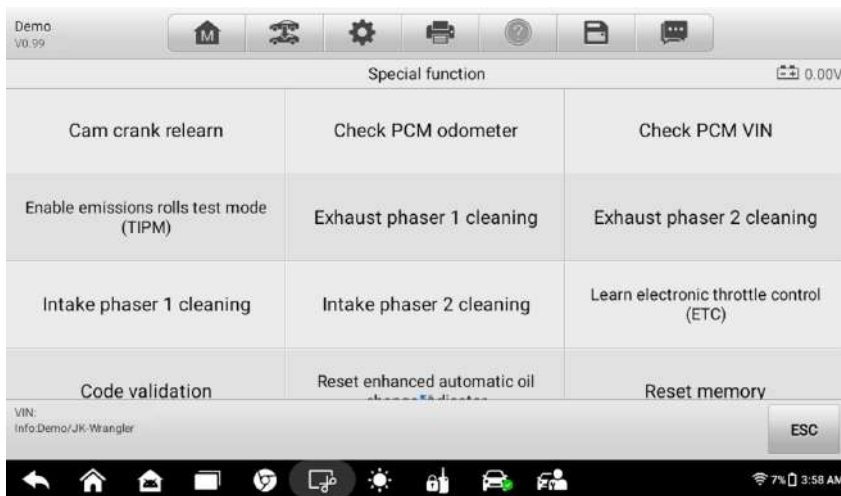 Demo
V0.99
M
Special function
0.00V
Cam crank relearn
Check PCM odometer
Check PCM VIN
Enable emissions rolls test mode
(TIPM)
Exhaust phaser 1 cleaning
Exhaust phaser 2 cleaning
Intake phaser 1 cleaning
Intake phaser 2 cleaning
Learn electronic throttle control
(ETC)
Code validation
Reset enhanced automatic oil
Reset memory
VIN:
Info:Demo/JK-Wrangler
ESC
7% 3:58 AM